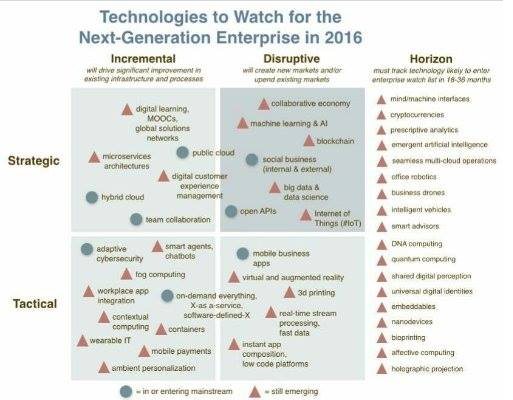 Technologies to Watch for the
Next-Generation Enterprise in 2016
Incremental
will drive significant improvement in
existing infrastructure and processes
Disruptive
will create new markets and/or
upend existing markets
Horizon
must track technology likely to enter
enterprise watch list in 18-36 months
Strategic
digital learning,
MOOCs,
global solutions
networks
microservices
architectures
public cloud
digital customer
experience
management
hybrid cloud
team collaboration
collaborative economy
machine learning & AI
blockchain
social business
(internal & external)
big data &
data science
open APIs
Internet of
Things (#IoT)
Tactical
adaptive
cybersecurity
smart agents,
chatbots
fog computing
workplace app
integration
on-demand everything,
X-as a-service,
software-defined-X
contextual
computing
containers
wearable IT
mobile payments
ambient personalization
mobile business
apps
virtual and augmented reality
3d printing
real-time stream
processing,
fast data
instant app
composition,
low code platforms
mind/machine interfaces
cryptocurrencies
prescriptive analytics
emergent artificial intelligence
seamless multi-cloud operations
office robotics
business drones
intelligent vehicles
smart advisors
DNA computing
quantum computing
shared digital perception
universal digital identities
embeddables
nanodevices
bioprinting
affective computing
holographic projection
= in or entering mainstream
= still emerging